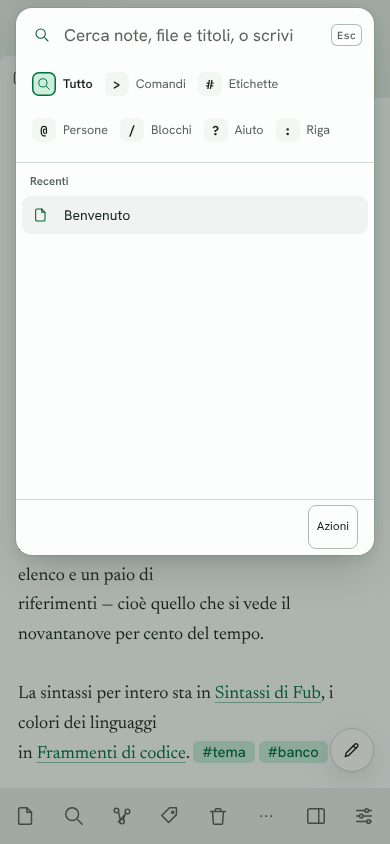 Cerca note, file e titoli, o scrivi
Esc
Tutto > Comandi # Etichette
@ Persone / Blocchi ? Aiuto : Riga
Recenti
Benvenuto
Azioni
elenco e un paio di
riferimenti — cioè quello che si vede il
novantanove per cento del tempo.
La sintassi per intero sta in Sintassi di Fub, i
colori dei linguaggi
in Frammenti di codice. #tema #banco